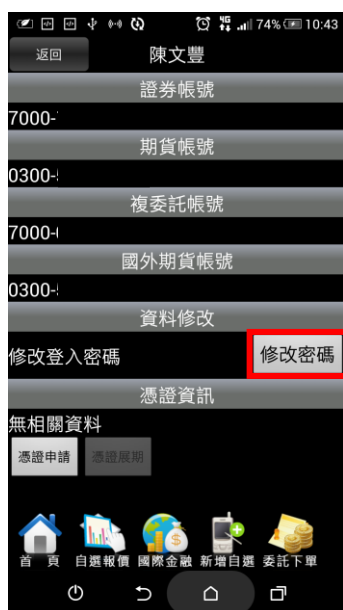 4G 74% 10:43
返回 陳文豐
證券帳號
7000-
期貨帳號
0300-
複委託帳號
7000-
國外期貨帳號
0300-
資料修改
修改登入密碼 修改密碼
憑證資訊
無相關資料
憑證申請 憑證展期
首 頁 自選報價 國際金融 新增自選 委託下單